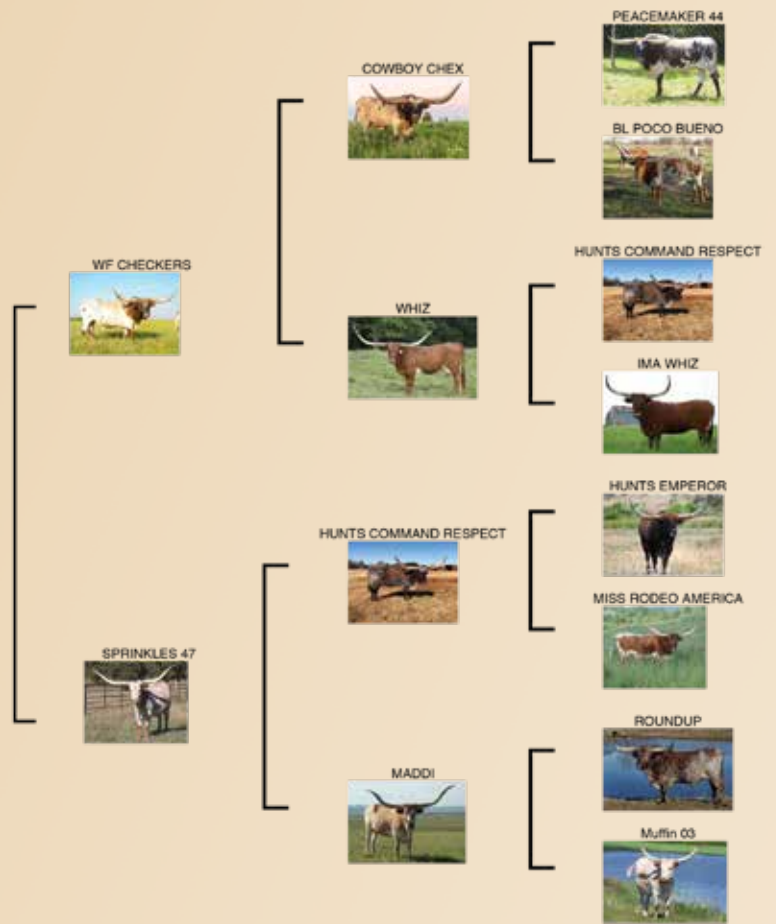 PEACEMAKER 44
COWBOY CHEX
BL POCO BUENO
WF CHECKERS
HUNTS COMMAND RESPECT
WHIZ
IMA WHIZ
HUNTS EMPEROR
HUNTS COMMAND RESPECT
MISS RODEO AMERICA
SPRINKLES 47
ROUNDUP
MADDI
Muffin 03